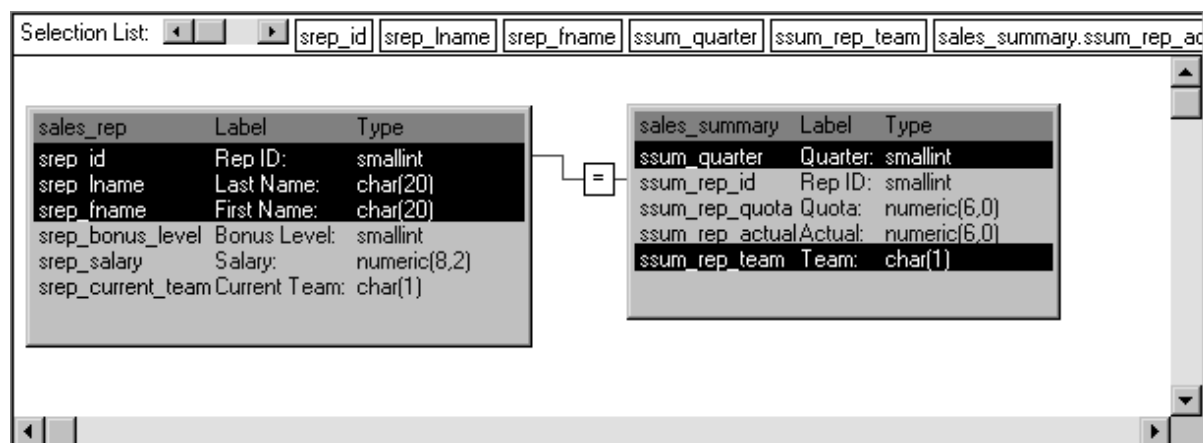 Selection List: srep_id srep_lname srep_fname ssum_quarter ssum_rep_team sales_summary.ssum_rep_ac
sales_rep Label Type
srep_id Rep ID: smallint
srep_lname Last Name: char(20)
srep_fname First Name: char(20)
srep_bonus_level Bonus Level: smallint
srep_salary Salary: numeric(8,2)
srep_current_team Current Team: char(1)
=
sales_summary Label Type
ssum_quarter Quarter: smallint
ssum_rep_id Rep ID: smallint
ssum_rep_quota Quota: numeric(6,0)
ssum_rep_actual Actual: numeric(6,0)
ssum_rep_team Team: char(1)